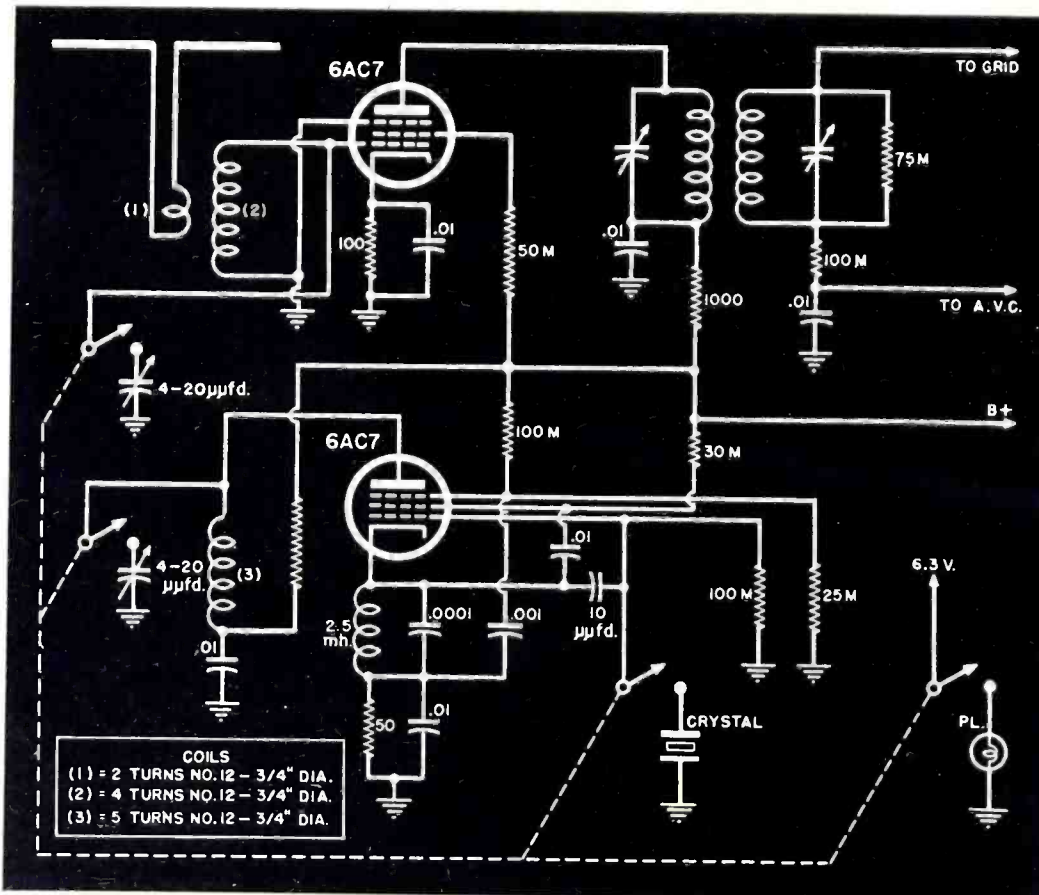 6AC7
TO GRID
(1)
(2)
100
.01
50 M
.01
75 M
100 M
1000
.01
TO A.V.C.
4-20 µµfd.
B+
6AC7
100 M
30 M
4-20
µµfd.
(3)
.01
.01
2.5
mh.
.0001
.001
10
µµfd.
100 M
25 M
6.3 V.
50
.01
CRYSTAL
PL.
COILS
(1) = 2 TURNS NO. 12 - 3/4" DIA.
(2) = 4 TURNS NO. 12 - 3/4" DIA.
(3) = 5 TURNS NO. 12 - 3/4" DIA.